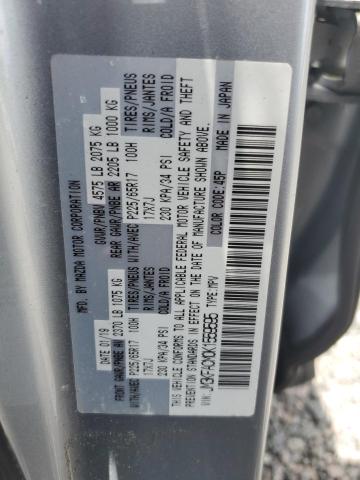 MFD. BY MAZDA MOTOR CORPORATION
DATE: 01/19 GWVR/PNBV 4575 LB 2075 KG
FRONT GAWR/PNBE AV 2370 LB 1075 KG REAR GAWR/PNBE AR 2205 LB 1000 KG
WITH/AVEC P225/65R17 100H TIRES/PNEUS WITH/AVEC P225/65R17 100H TIRES/PNEUS
17X7J RIMS/JANTES 17X7J RIMS/JANTES
230 KPA/34 PSI COLD/A FROID 230 KPA/34 PSI COLD/A FROID
THIS VEHICLE CONFORMS TO ALL APPLICABLE FEDERAL MOTOR VEHICLE SAFETY AND THEFT
PREVENTION STANDARDS IN EFFECT ON THE DATE OF MANUFACTURE SHOWN ABOVE.
TYPE: MPV COLOR CODE: 45P MADE IN JAPAN